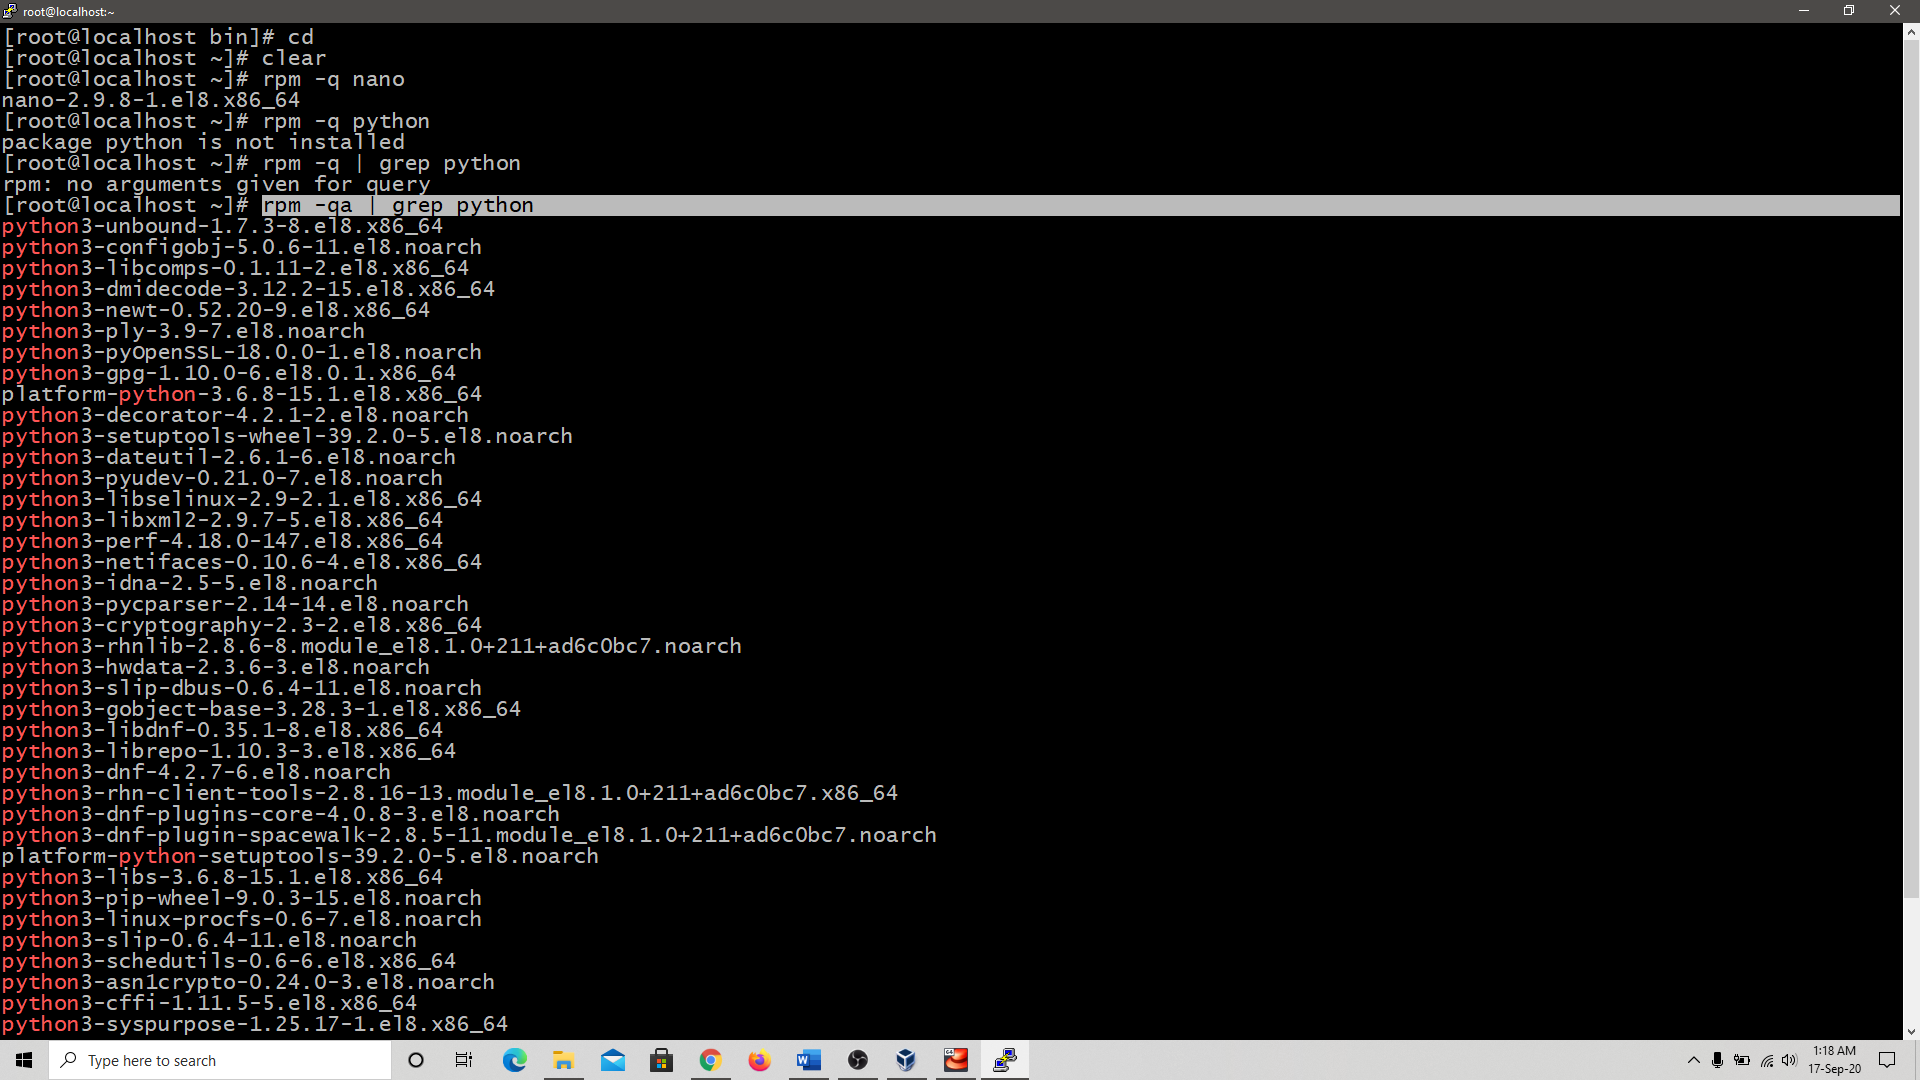 root@localhost:~
[root@localhost bin]# cd
[root@localhost ~]# clear
[root@localhost ~]# rpm -q nano
nano-2.9.8-1.el8.x86_64
[root@localhost ~]# rpm -q python
package python is not installed
[root@localhost ~]# rpm -q | grep python
rpm: no arguments given for query
[root@localhost ~]# rpm -qa | grep python
python3-unbound-1.7.3-8.el8.x86_64
python3-configobj-5.0.6-11.el8.noarch
python3-libcomps-0.1.11-2.el8.x86_64
python3-dmidecode-3.12.2-15.el8.x86_64
python3-newt-0.52.20-9.el8.x86_64
python3-ply-3.9-7.el8.noarch
python3-pyOpenSSL-18.0.0-1.el8.noarch
python3-gpg-1.10.0-6.el8.0.1.x86_64
platform-python-3.6.8-15.1.el8.x86_64
python3-decorator-4.2.1-2.el8.noarch
python3-setuptools-wheel-39.2.0-5.el8.noarch
python3-dateutil-2.6.1-6.el8.noarch
python3-pyudev-0.21.0-7.el8.noarch
python3-libselinux-2.9-2.1.el8.x86_64
python3-libxml2-2.9.7-5.el8.x86_64
python3-perf-4.18.0-147.el8.x86_64
python3-netifaces-0.10.6-4.el8.x86_64
python3-idna-2.5-5.el8.noarch
python3-pycparser-2.14-14.el8.noarch
python3-cryptography-2.3-2.el8.x86_64
python3-rhnlib-2.8.6-8.module_el8.1.0+211+ad6c0bc7.noarch
python3-hwdata-2.3.6-3.el8.noarch
python3-slip-dbus-0.6.4-11.el8.noarch
python3-gobject-base-3.28.3-1.el8.x86_64
python3-libdnf-0.35.1-8.el8.x86_64
python3-librepo-1.10.3-3.el8.x86_64
python3-dnf-4.2.7-6.el8.noarch
python3-rhn-client-tools-2.8.16-13.module_el8.1.0+211+ad6c0bc7.x86_64
python3-dnf-plugins-core-4.0.8-3.el8.noarch
python3-dnf-plugin-spacewalk-2.8.5-11.module_el8.1.0+211+ad6c0bc7.noarch
platform-python-setuptools-39.2.0-5.el8.noarch
python3-libs-3.6.8-15.1.el8.x86_64
python3-pip-wheel-9.0.3-15.el8.noarch
python3-linux-procfs-0.6-7.el8.noarch
python3-slip-0.6.4-11.el8.noarch
python3-schedutils-0.6-6.el8.x86_64
python3-asn1crypto-0.24.0-3.el8.noarch
python3-cffi-1.11.5-5.el8.x86_64
python3-syspurpose-1.25.17-1.el8.x86_64
Type here to search
W
64
1:18 AM
17-Sep-20